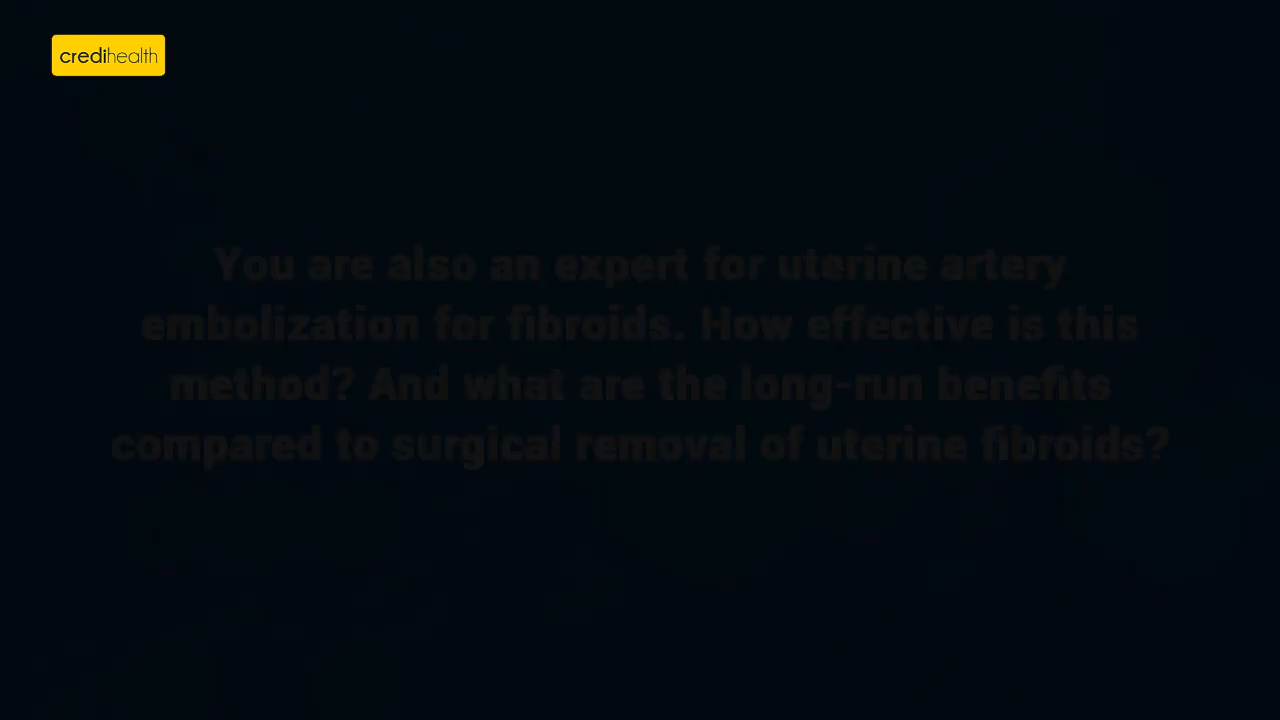 credihealth
You are also an expert for uterine artery
embolization for fibroids. How effective is this
method? And what are the long-run benefits
compared to surgical removal of uterine fibroids?